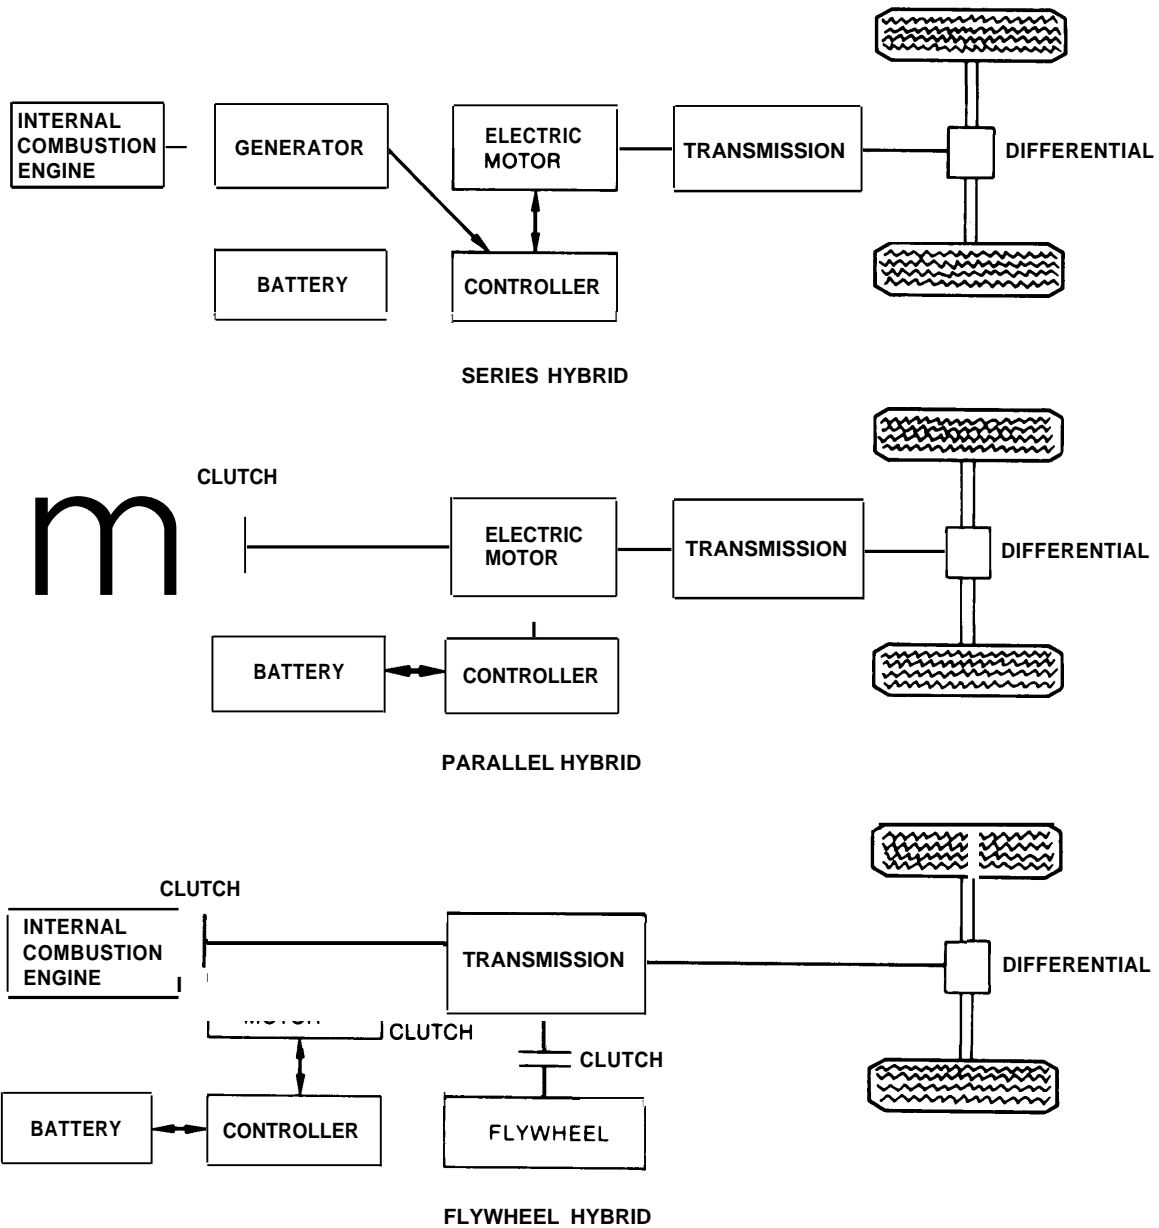 INTERNAL
COMBUSTION
ENGINE
GENERATOR
ELECTRIC
MOTOR
TRANSMISSION
DIFFERENTIAL
BATTERY
CONTROLLER
SERIES HYBRID
CLUTCH
m
ELECTRIC
MOTOR
TRANSMISSION
DIFFERENTIAL
BATTERY
CONTROLLER
PARALLEL HYBRID
CLUTCH
INTERNAL
COMBUSTION
ENGINE
TRANSMISSION
DIFFERENTIAL
CLUTCH
CLUTCH
BATTERY
CONTROLLER
FLYWHEEL
FLYWHEEL HYBRID